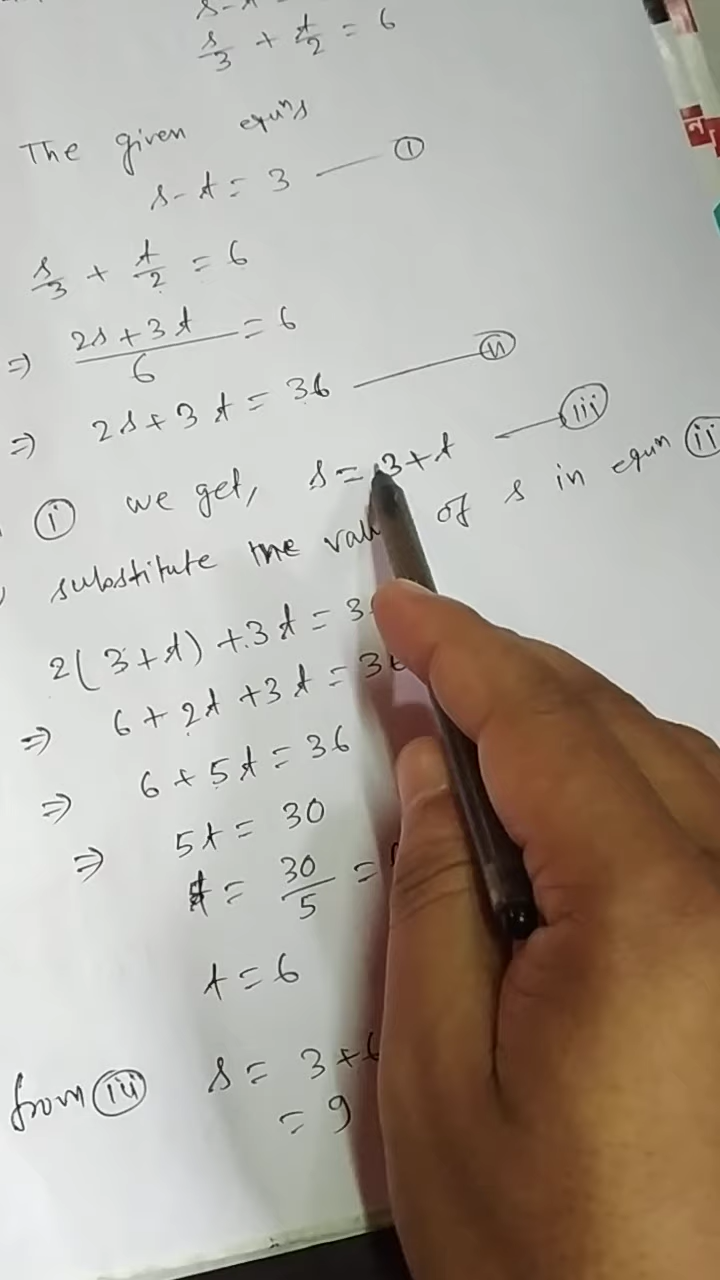 s-t
s/3 + t/2 = 6
The given equns
s-t = 3 — (i)
s/3 + t/2 = 6
⇒ (2s+3t)/6 = 6
⇒ 2s+3t = 36 — (ii)
(i) we get, s = 3+t — (iii)
substitute the of s in equn (ii)
2(3+t) +3t = 3
⇒ 6+2t+3t = 36
⇒ 6+5t = 36
⇒ 5t = 30
t = 30/5 =
t = 6
from (iii) s = 3+6
= 9
ন